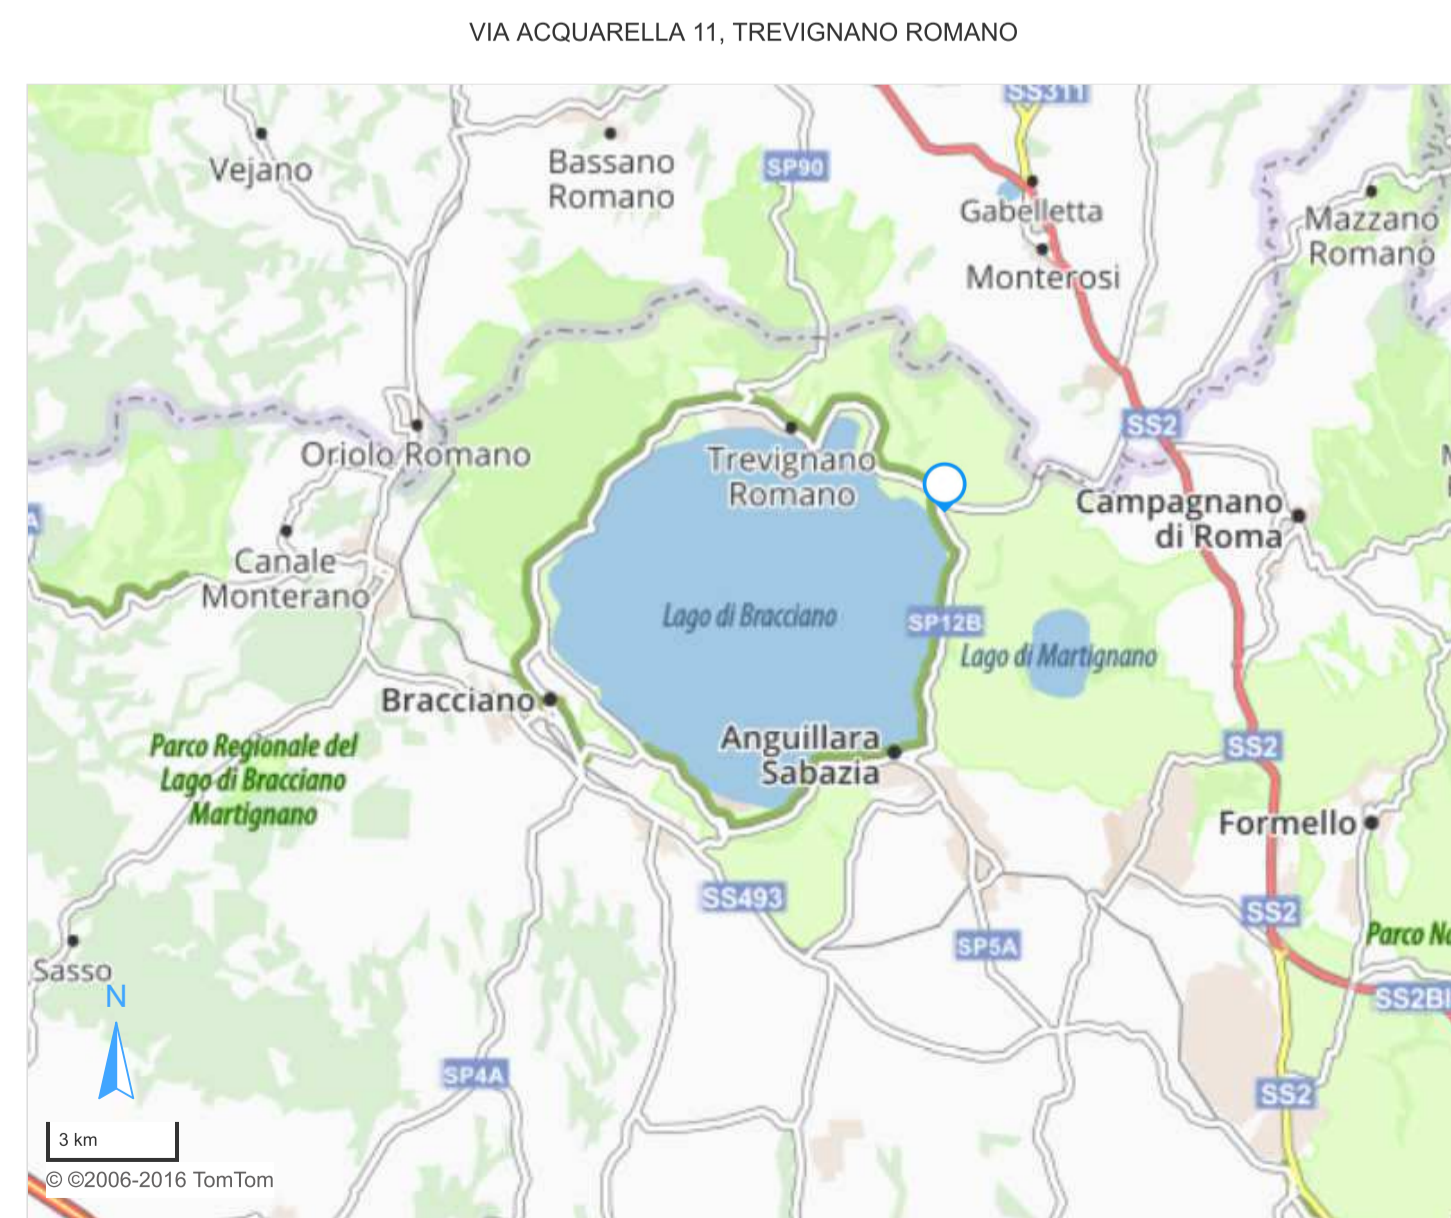 VIA ACQUARELLA 11, TREVIGNANO ROMANO
SS311
Vejano
Bassano
Romano
SP90
Gabelletta
Monterosi
Mazzano
Romano
SS2
Oriolo Romano
Trevignano
Romano
Campagnano
di Roma
A
Canale
Monterano
Lago di Bracciano
SP12B
Lago di Martignano
Bracciano
Anguillara
Sabazia
SS2
Parco Regionale del
Lago di Bracciano
Martignano
Formello
SS493
SS2
SP5A
Parco Na
Sasso
N
SS2BI
SP4A
SS2
3 km
© ©2006-2016 TomTom